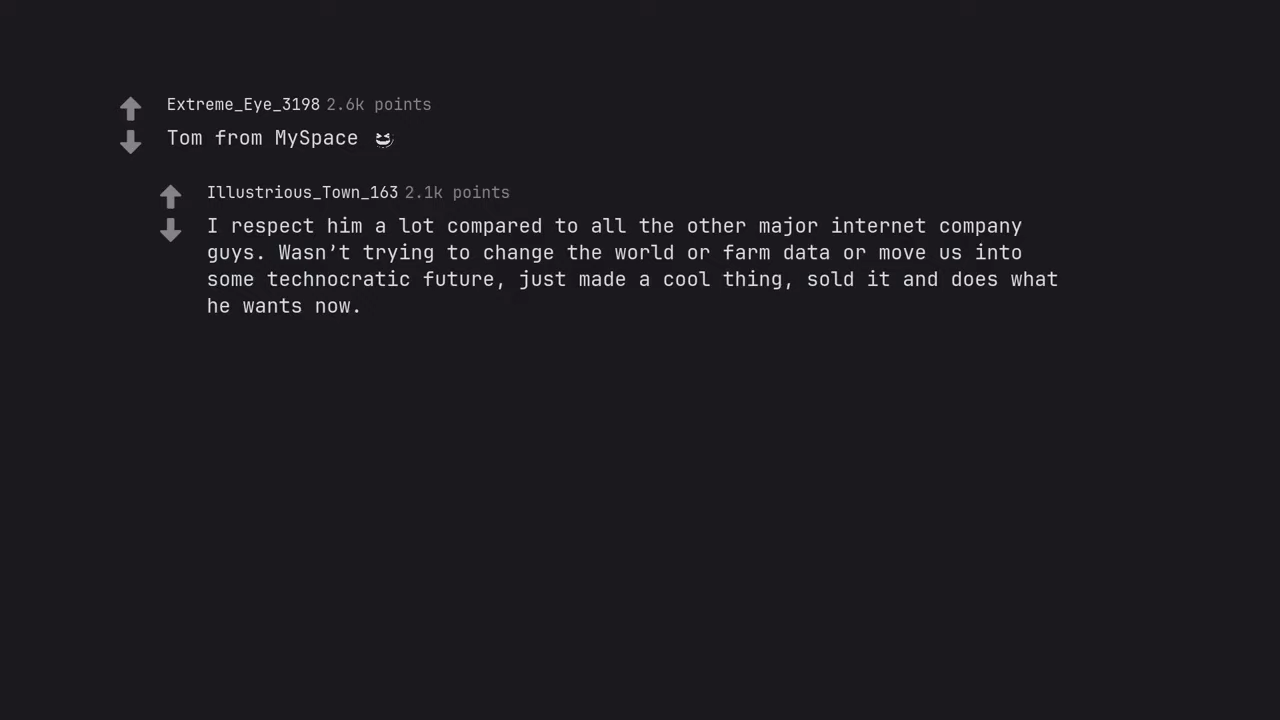 Extreme_Eye_3198 2.6k points
Tom from MySpace 😆
Illustrious_Town_163 2.1k points
I respect him a lot compared to all the other major internet company
guys. Wasn’t trying to change the world or farm data or move us into
some technocratic future, just made a cool thing, sold it and does what
he wants now.